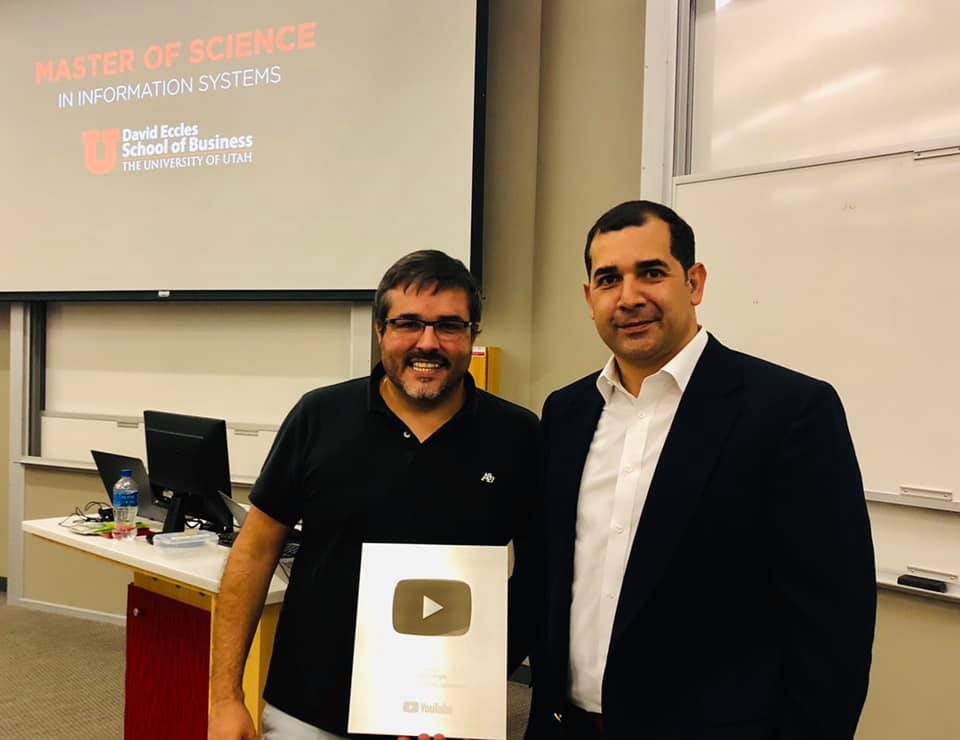 MASTER OF SCIENCE
IN INFORMATION SYSTEMS
U
David Eccles
School of Business
THE UNIVERSITY OF UTAH
YouTube